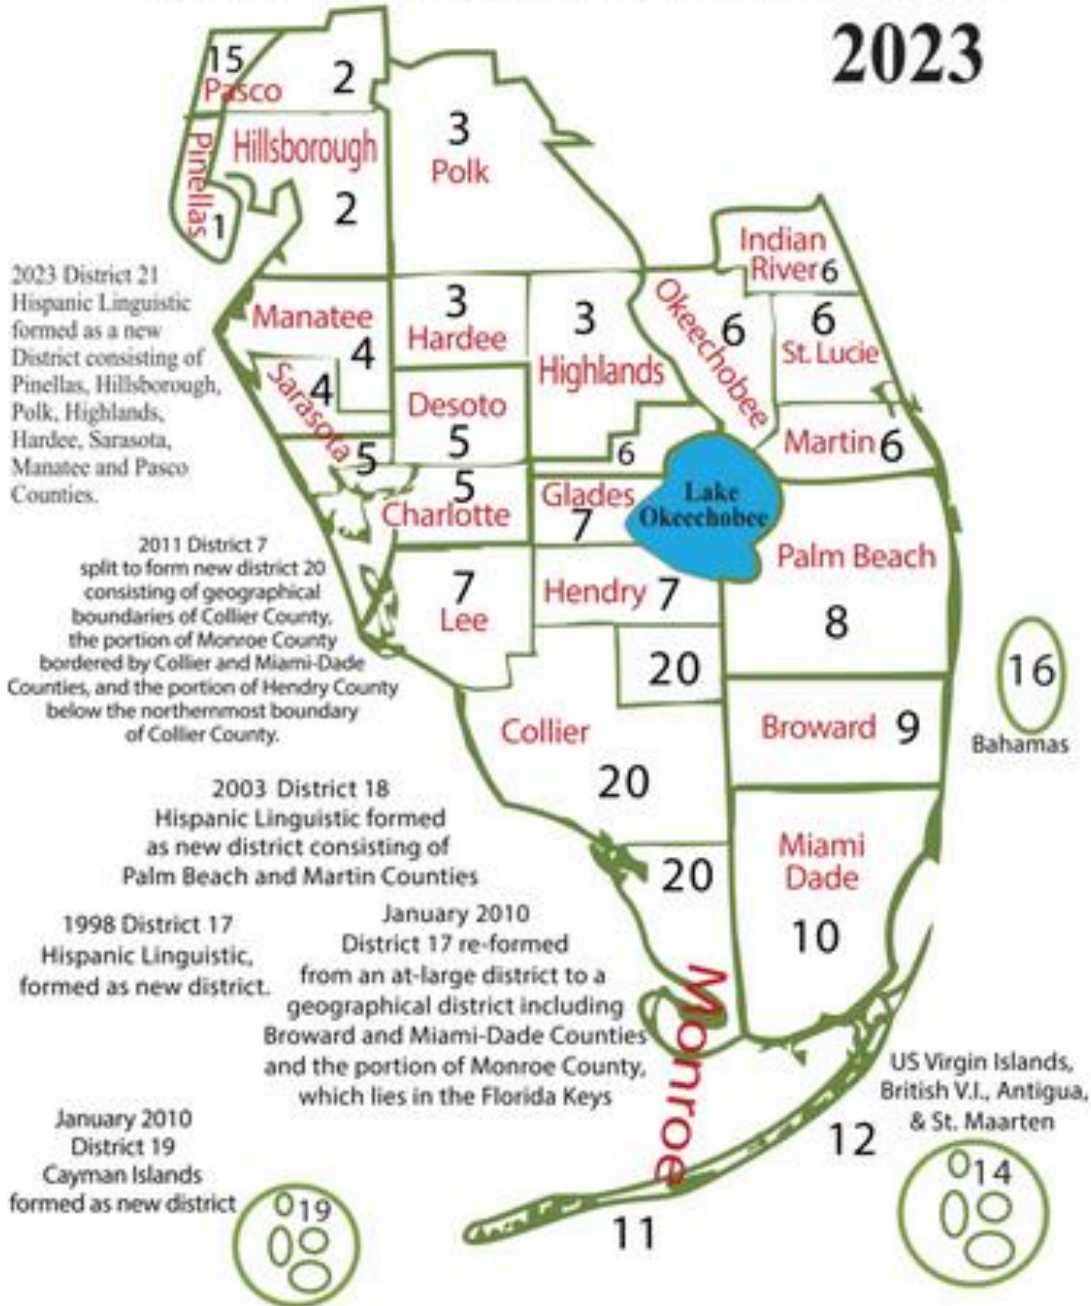 2023
15
Pasco
2
3
Polk
Pinellas
1
Hillsborough
2
Indian
River 6
2023 District 21
Hispanic Linguistic
formed as a new
District consisting of
Pinellas, Hillsborough,
Polk, Highlands,
Hardee, Sarasota,
Manatee and Pasco
Counties.
Manatee
4
3
Hardee
3
Highlands
Okeechobee
6
6
St. Lucie
Sarasota
4
5
Desoto
5
6
Martin 6
5
Charlotte
Glades
7
Lake
Okeechobee
Palm Beach
8
2011 District 7
split to form new district 20
consisting of geographical
boundaries of Collier County,
the portion of Monroe County
bordered by Collier and Miami-Dade
Counties, and the portion of Hendry County
below the northernmost boundary
of Collier County.
7
Lee
Hendry 7
20
16
Bahamas
Collier
20
Broward 9
2003 District 18
Hispanic Linguistic formed
as new district consisting of
Palm Beach and Martin Counties
20
Miami
Dade
10
1998 District 17
Hispanic Linguistic,
formed as new district.
January 2010
District 17 re-formed
from an at-large district to a
geographical district including
Broward and Miami-Dade Counties
and the portion of Monroe County,
which lies in the Florida Keys
Monroe
US Virgin Islands,
British V.I., Antigua,
& St. Maarten
14
12
11
January 2010
District 19
Cayman Islands
formed as new district
19